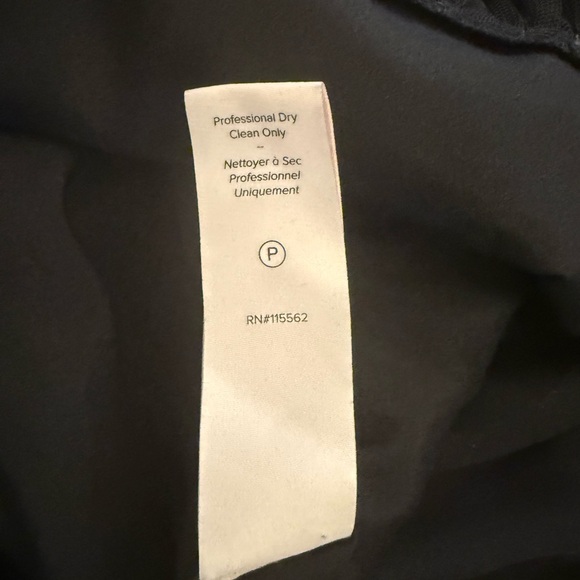 Professional Dry
Clean Only
–
Nettoyer à Sec
Professionnel
Uniquement
P
RN#115562